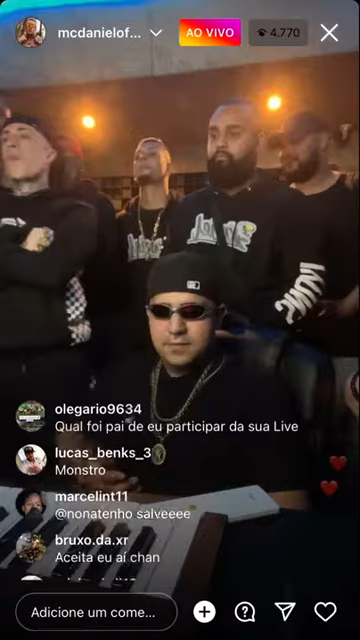 mcdanielof...
AO VIVO
4.770
olegario9634
Qual foi pai de eu participar da sua Live
lucas_benks_3
Monstro
marcelint11
@nonatenho salveeee
bruxo.da.xr
Aceita eu aí chan
Adicione um come...